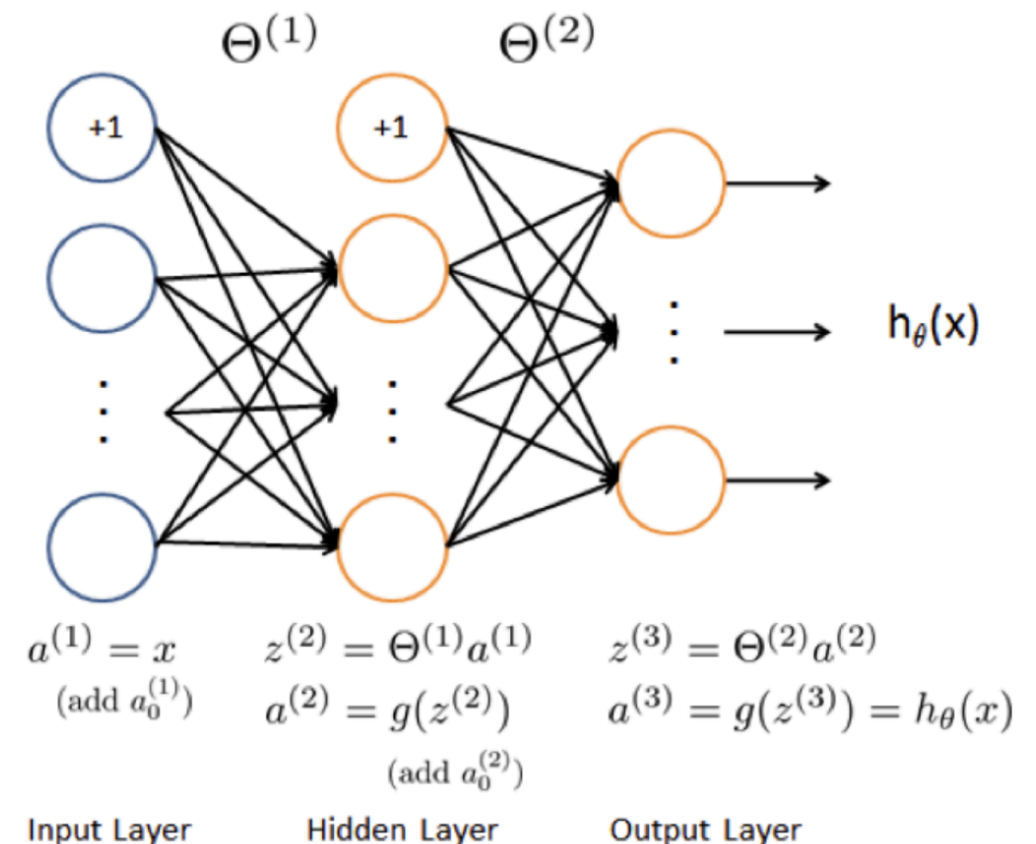 Θ^(1) Θ^(2)
+1 +1
h_θ(x)
a^(1) = x z^(2) = Θ^(1)a^(1) z^(3) = Θ^(2)a^(2)
(add a_0^(1)) a^(2) = g(z^(2)) a^(3) = g(z^(3)) = h_θ(x)
(add a_0^(2))
Input Layer Hidden Layer Output Layer